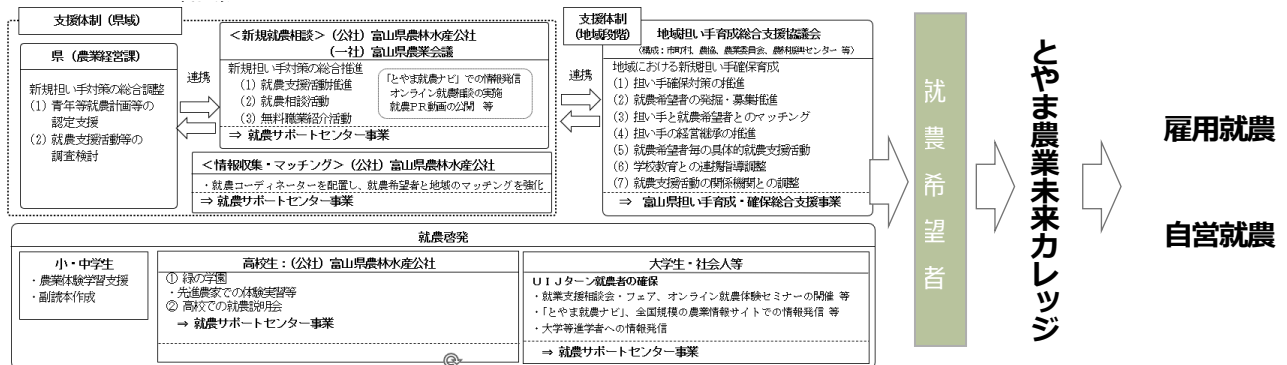 支援体制（県域）
県（農業経営課）
新規担い手対策の総合調整
（1）青年等就農計画等の
認定支援
（2）就農支援活動等の
調査検討
連携
＜新規就農相談＞（公社）富山県農林水産公社
（一社）富山県農業会議
新規担い手対策の総合推進
（1）就農支援活動推進
（2）就農相談活動
（3）無料職業紹介活動
「とやま就農ナビ」での情報発信
オンライン就農相談の実施
就農PR動画の公開 等
⇒ 就農サポートセンター事業
＜情報収集・マッチング＞（公社）富山県農林水産公社
・就農コーディネーターを配置し、就農希望者と地域のマッチングを強化
⇒ 就農サポートセンター事業
連携
支援体制
（地域段階）
地域担い手育成総合支援協議会
（構成：市町村、農協、農業委員会、農林振興センター 等）
地域における新規担い手確保育成
（1）担い手確保対策の推進
（2）就農希望者の発掘・募集推進
（3）担い手と就農希望者とのマッチング
（4）担い手の経営継承の推進
（5）就農希望者毎の具体的就農支援活動
（6）学校教育との連携指導調整
（7）就農支援活動の関係機関との調整
⇒ 富山県担い手育成・確保総合支援事業
就農啓発
小・中学生
・農業体験学習支援
・副読本作成
高校生：（公社）富山県農林水産公社
① 緑の学園
・先進農家での体験実習等
② 高校での就農説明会
⇒ 就農サポートセンター事業
大学生・社会人等
ＵＩＪターン就農者の確保
・就業支援相談会・フェア、オンライン就農体験セミナーの開催 等
・「とやま就農ナビ」、全国規模の農業情報サイトでの情報発信 等
・大学等進学者への情報発信
⇒ 就農サポートセンター事業
就農希望者
とやま農業未来カレッジ
雇用就農
自営就農